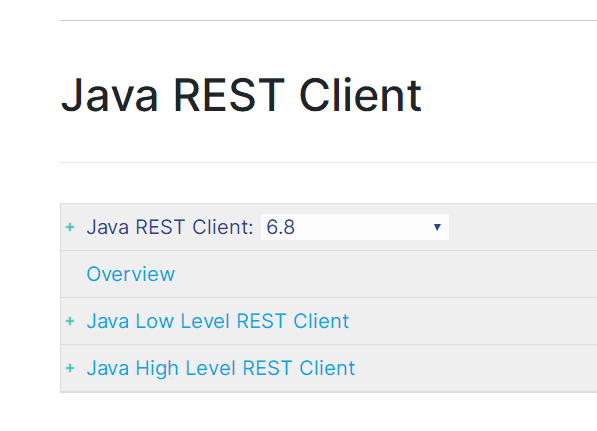 Java REST Client
+ Java REST Client: 6.8 ▼
Overview
+ Java Low Level REST Client
+ Java High Level REST Client